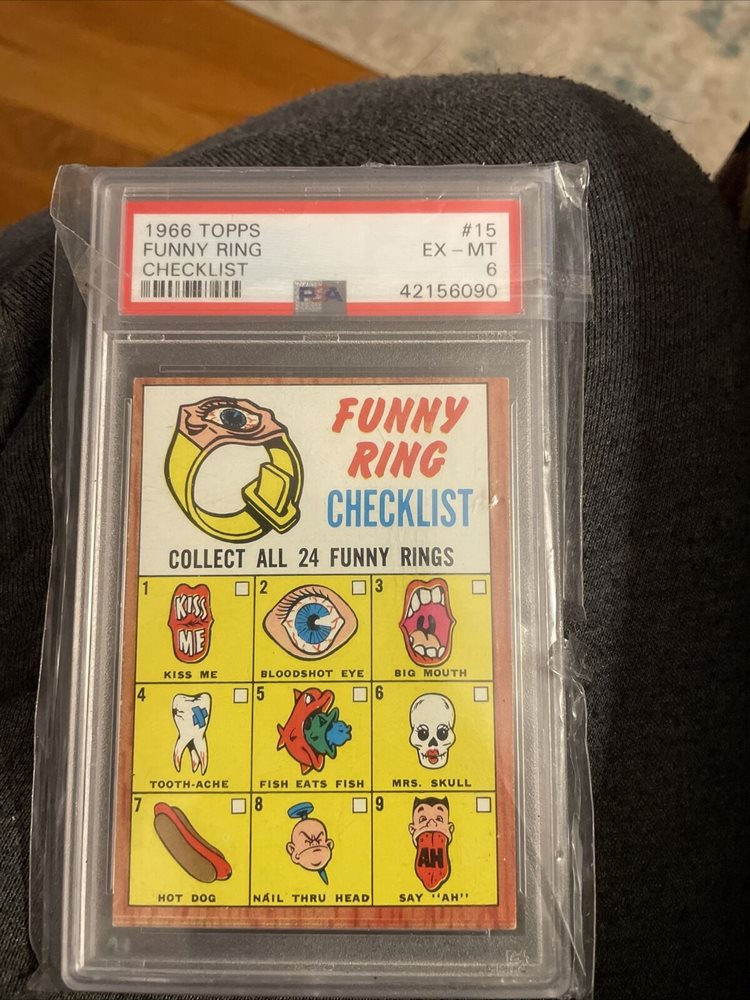 1966 TOPPS #15
FUNNY RING EX - MT
CHECKLIST 6
PSA 42156090
FUNNY
RING
CHECKLIST
COLLECT ALL 24 FUNNY RINGS
1 2 3
KISS
ME
KISS ME BLOODSHOT EYE BIG MOUTH
4 5 6
TOOTH-ACHE FISH EATS FISH MRS. SKULL
7 8 9
AH
HOT DOG NAIL THRU HEAD SAY "AH"